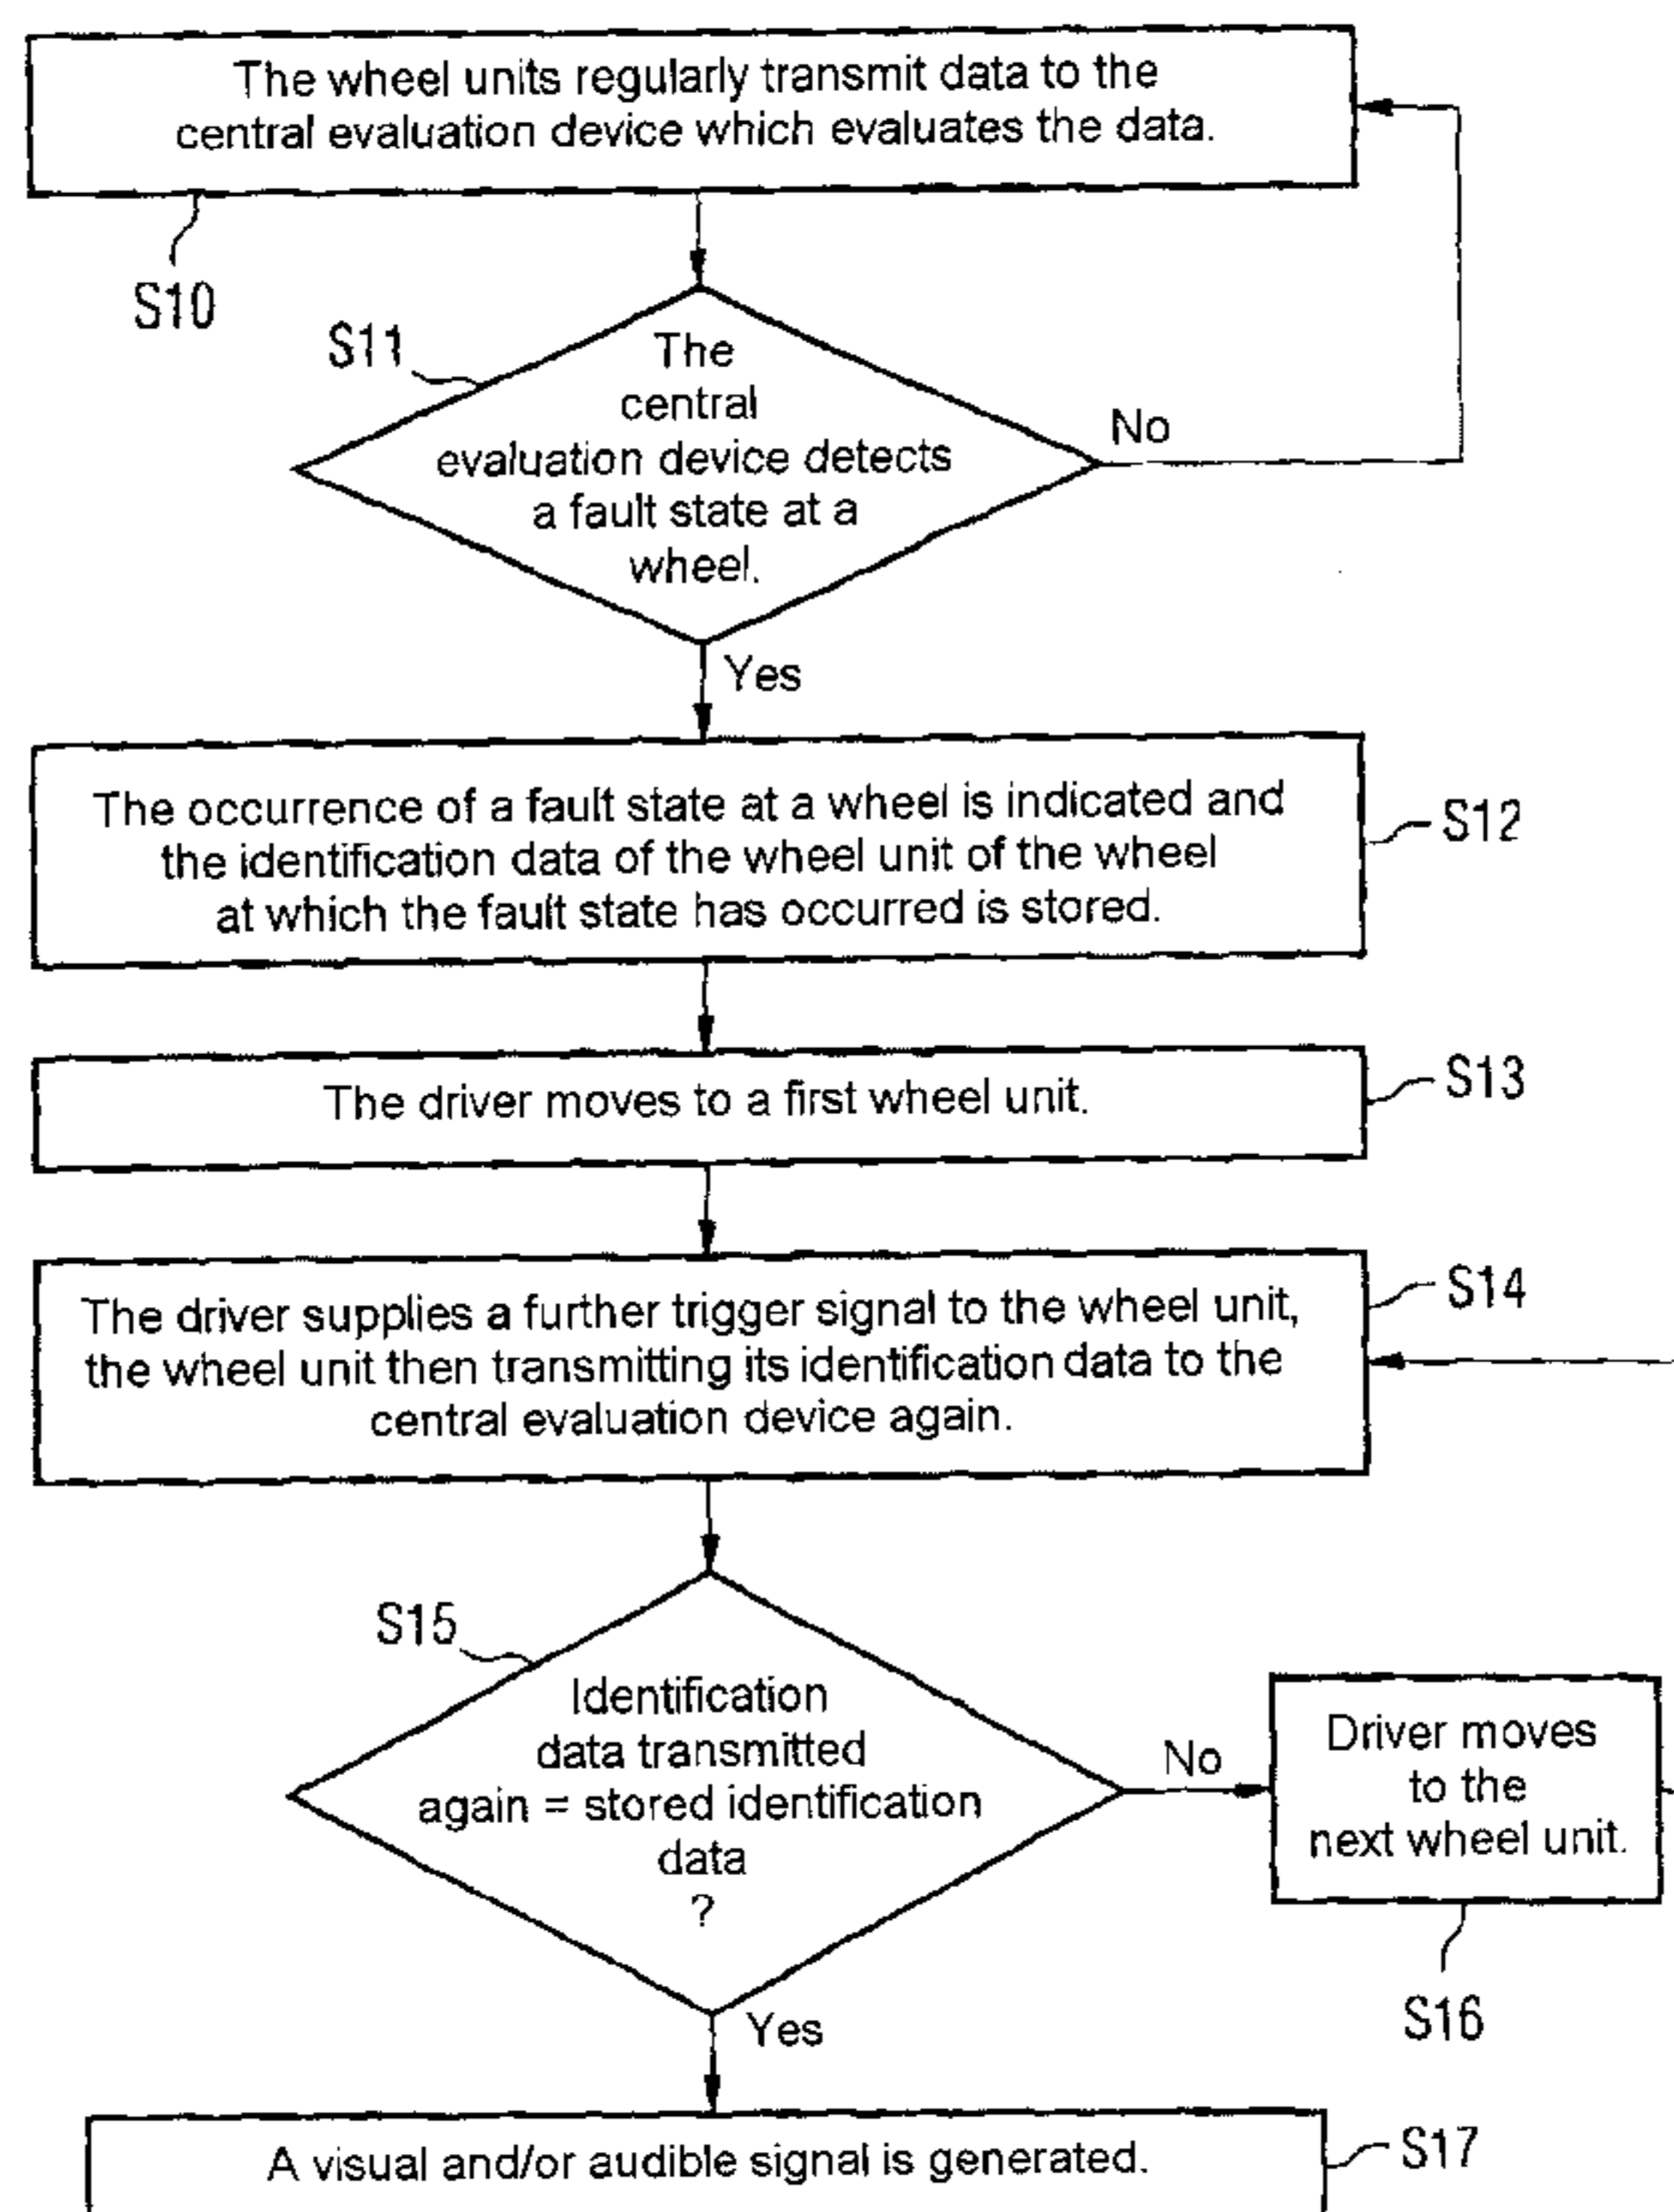 The wheel units regularly transmit data to the
central evaluation device which evaluates the data.
S10
S11
The
central
evaluation device detects
a fault state at a
wheel.
No
Yes
The occurrence of a fault state at a wheel is indicated and
the identification data of the wheel unit of the wheel
at which the fault state has occurred is stored.
S12
The driver moves to a first wheel unit.
S13
The driver supplies a further trigger signal to the wheel unit,
the wheel unit then transmitting its identification data to the
central evaluation device again.
S14
S15
Identification
data transmitted
again = stored identification
data
?
No
Driver moves
to the
next wheel unit.
S16
Yes
A visual and/or audible signal is generated.
S17